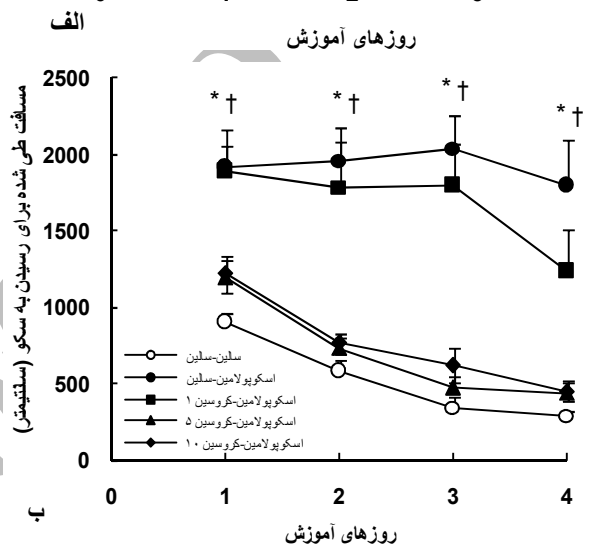 الف
روزهای آموزش
مسافت طی شده برای رسیدن به سکو (سنتیمتر)
2500
2000
1500
1000
500
0
* †
* †
* †
* †
سالین-سالین
اسکوپولامین-سالین
اسکوپولامین-کروسین ۱
اسکوپولامین-کروسین ۵
اسکوپولامین-کروسین ۱۰
0 1 2 3 4
روزهای آموزش
ب